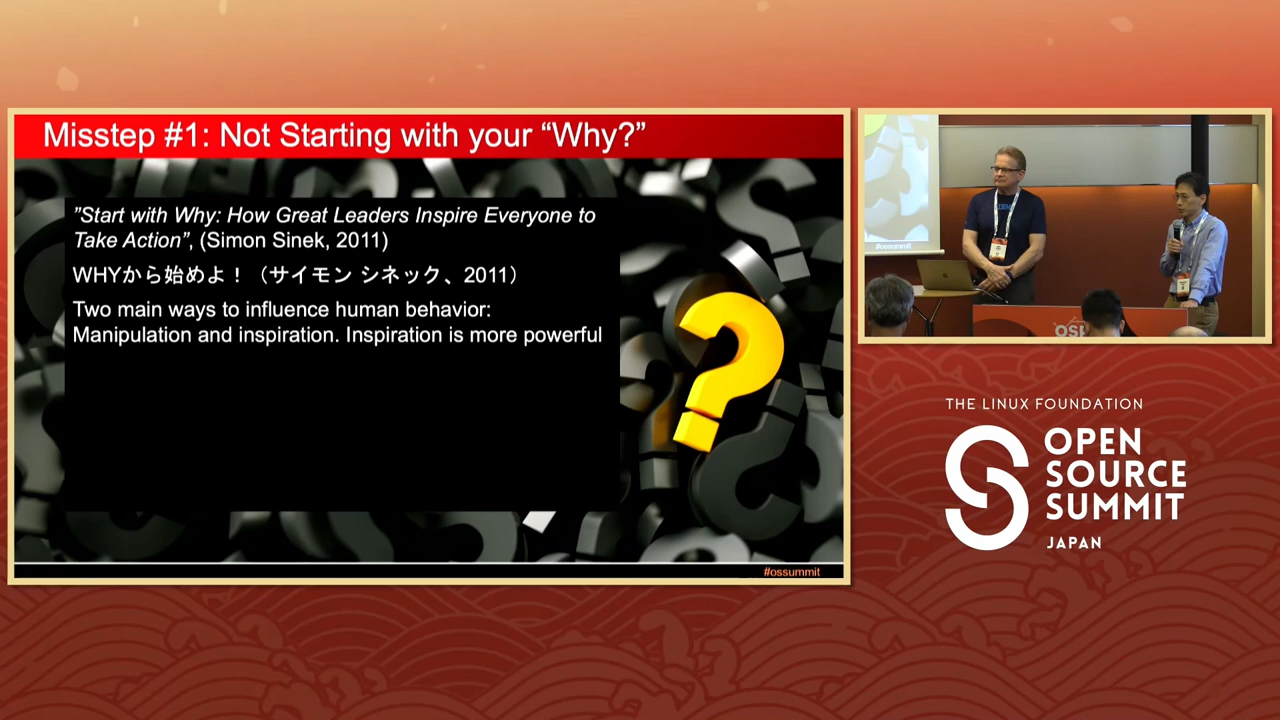 Misstep #1: Not Starting with your “Why?”
”Start with Why: How Great Leaders Inspire Everyone to
Take Action”, (Simon Sinek, 2011)
WHYから始めよ！（サイモン シネック、2011）
Two main ways to influence human behavior:
Manipulation and inspiration. Inspiration is more powerful
#ossummit
#ossummit
THE LINUX FOUNDATION
OPEN
SOURCE
SUMMIT
JAPAN